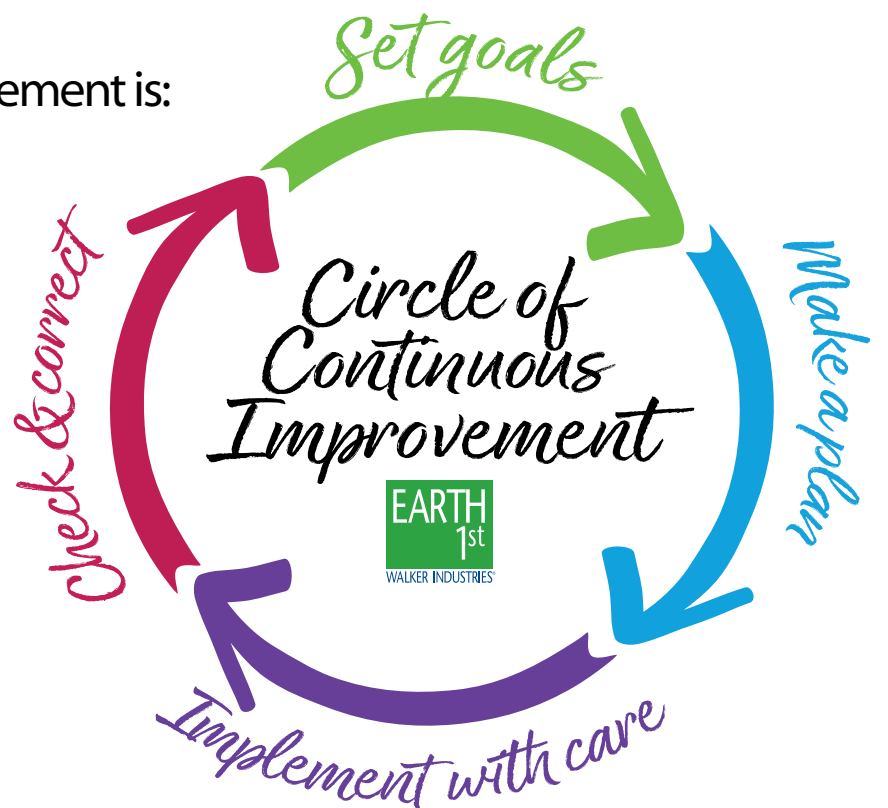 ement is:
Set goals
Make a plan
Implement with care
Check & correct
Circle of
Continuous
Improvement
EARTH
1st
WALKER INDUSTRIES®